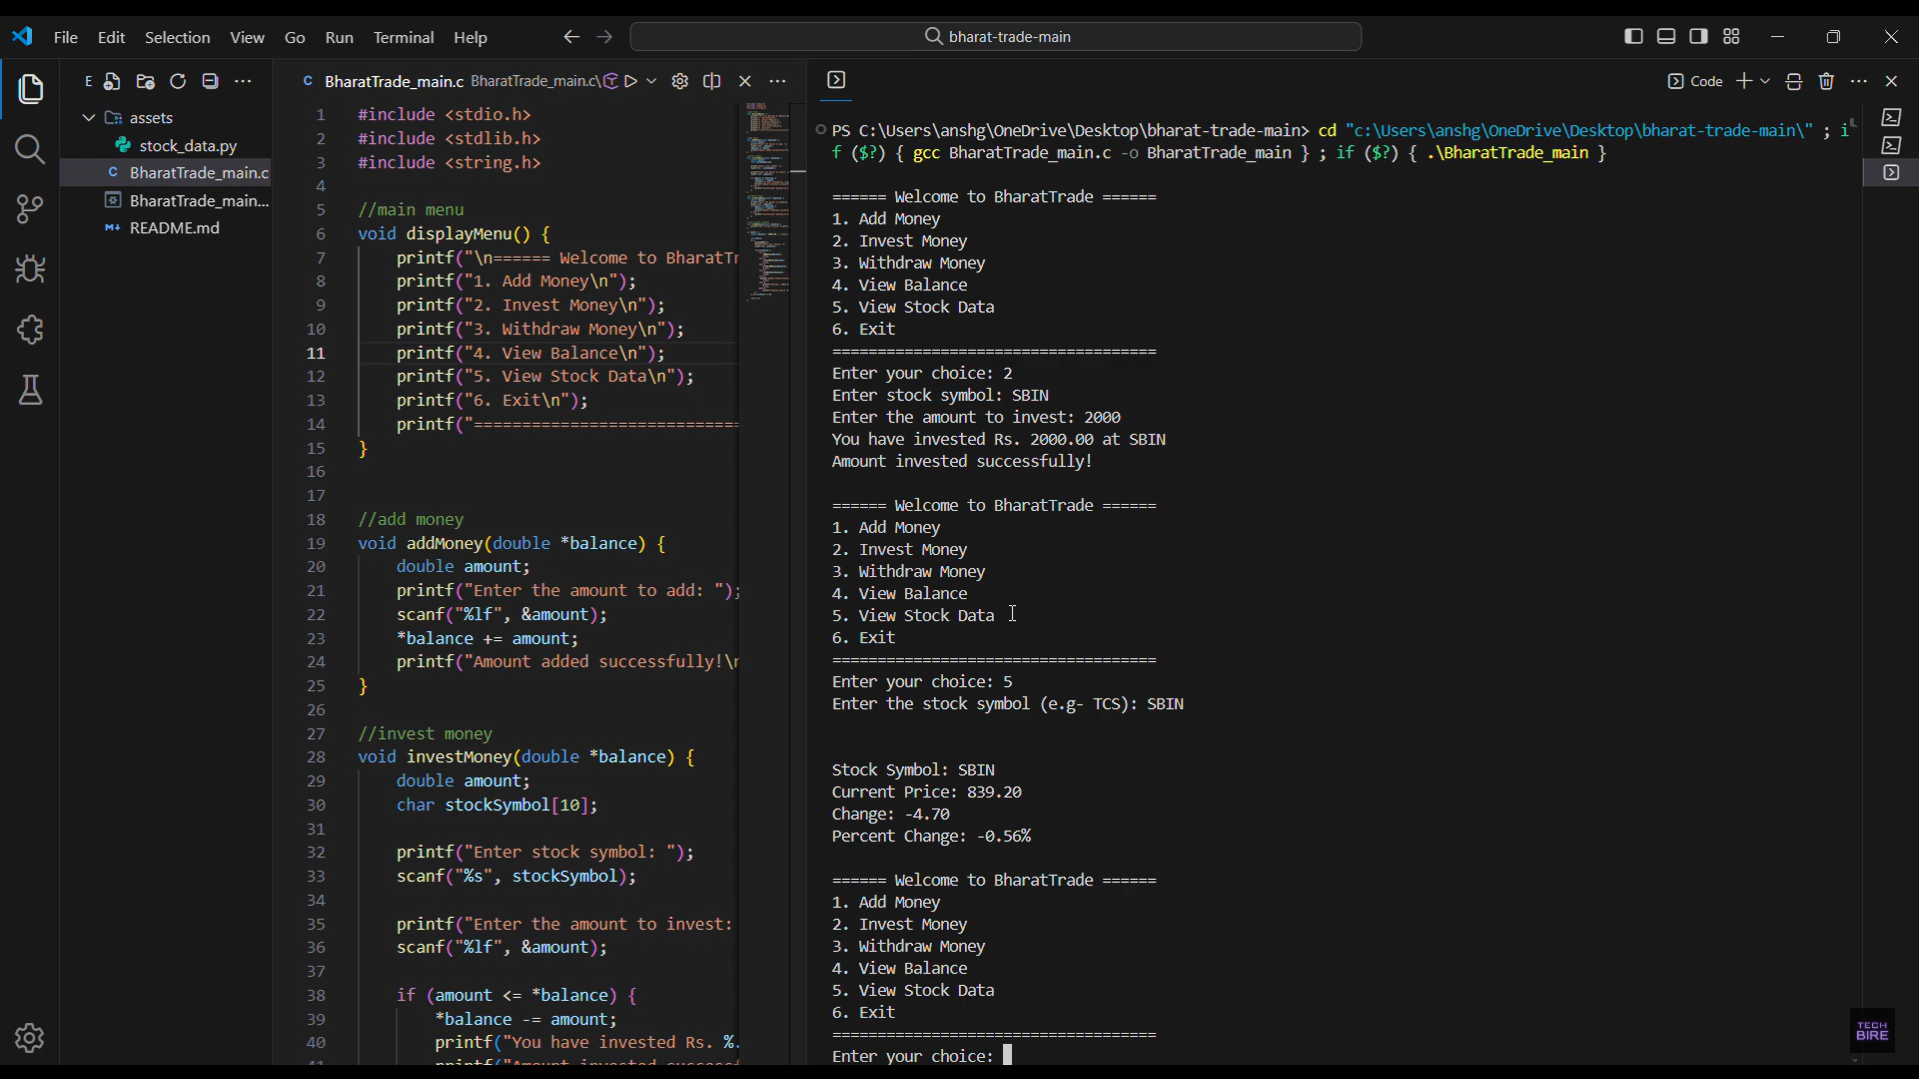 File Edit Selection View Go Run Terminal Help
bharat-trade-main
E
assets
stock_data.py
BharatTrade_main.c
BharatTrade_main...
README.md
BharatTrade_main.c BharatTrade_main.c\
1 #include <stdio.h>
2 #include <stdlib.h>
3 #include <string.h>
4
5 //main menu
6 void displayMenu() {
7 printf("\n====== Welcome to BharatTr
8 printf("1. Add Money\n");
9 printf("2. Invest Money\n");
10 printf("3. Withdraw Money\n");
11 printf("4. View Balance\n");
12 printf("5. View Stock Data\n");
13 printf("6. Exit\n");
14 printf("============================
15 }
16
17
18 //add money
19 void addMoney(double *balance) {
20 double amount;
21 printf("Enter the amount to add: ");
22 scanf("%lf", &amount);
23 *balance += amount;
24 printf("Amount added successfully!\n
25 }
26
27 //invest money
28 void investMoney(double *balance) {
29 double amount;
30 char stockSymbol[10];
31
32 printf("Enter stock symbol: ");
33 scanf("%s", stockSymbol);
34
35 printf("Enter the amount to invest:
36 scanf("%lf", &amount);
37
38 if (amount <= *balance) {
39 *balance -= amount;
40 printf("You have invested Rs. %.
41 printf("Amount invested success
Code
PS C:\Users\anshg\OneDrive\Desktop\bharat-trade-main> cd "c:\Users\anshg\OneDrive\Desktop\bharat-trade-main\" ; i
f ($?) { gcc BharatTrade_main.c -o BharatTrade_main } ; if ($?) { .\BharatTrade_main }
====== Welcome to BharatTrade ======
1. Add Money
2. Invest Money
3. Withdraw Money
4. View Balance
5. View Stock Data
6. Exit
====================================
Enter your choice: 2
Enter stock symbol: SBIN
Enter the amount to invest: 2000
You have invested Rs. 2000.00 at SBIN
Amount invested successfully!
====== Welcome to BharatTrade ======
1. Add Money
2. Invest Money
3. Withdraw Money
4. View Balance
5. View Stock Data
6. Exit
====================================
Enter your choice: 5
Enter the stock symbol (e.g- TCS): SBIN
Stock Symbol: SBIN
Current Price: 839.20
Change: -4.70
Percent Change: -0.56%
====== Welcome to BharatTrade ======
1. Add Money
2. Invest Money
3. Withdraw Money
4. View Balance
5. View Stock Data
6. Exit
====================================
Enter your choice:
TECH
BIRE